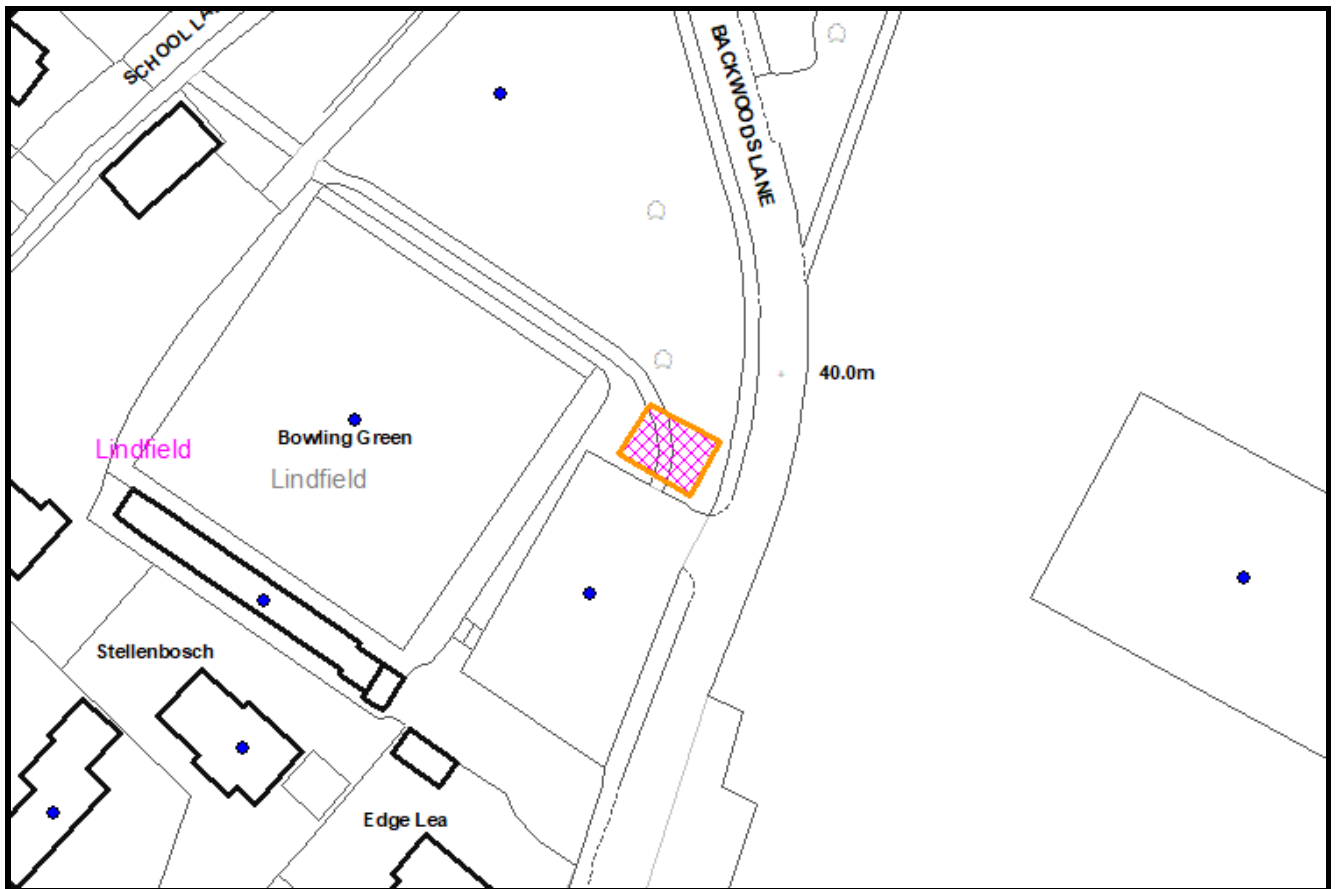 SCHOOL LA
BACKWOODS LANE
40.0m
Bowling Green
Lindfield
Lindfield
Stellenbosch
Edge Lea